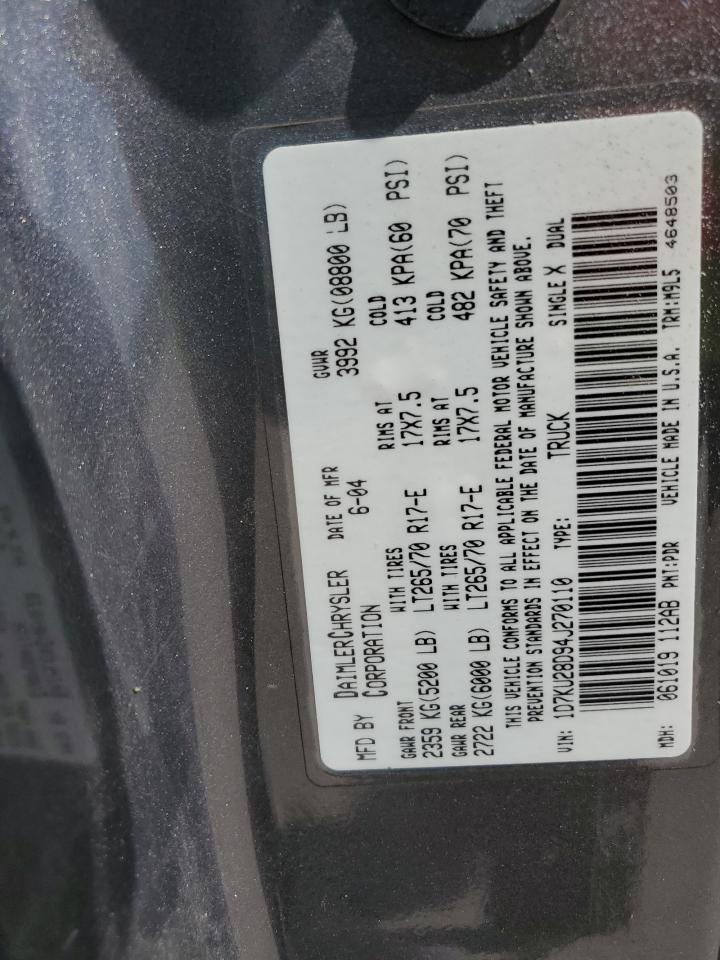 MFD BY DAIMLERCHRYSLER CORPORATION
DATE OF MFR 6-04
GVWR 3992 KG(08800 LB)
GAWR FRONT WITH TIRES RIMS AT COLD
2359 KG(5200 LB) LT265/70 R17-E 17X7.5 413 KPA(60 PSI)
GAWR REAR WITH TIRES RIMS AT COLD
2722 KG(6000 LB) LT265/70 R17-E 17X7.5 482 KPA(70 PSI)
THIS VEHICLE CONFORMS TO ALL APPLICABLE FEDERAL MOTOR VEHICLE SAFETY AND THEFT
PREVENTION STANDARDS IN EFFECT ON THE DATE OF MANUFACTURE SHOWN ABOVE.
VIN: 1D7KU28D94J270110 TYPE: TRUCK SINGLE X DUAL
MDH: 061019 112AB PNT:PDR VEHICLE MADE IN U.S.A. TRM:M9L5 4648503